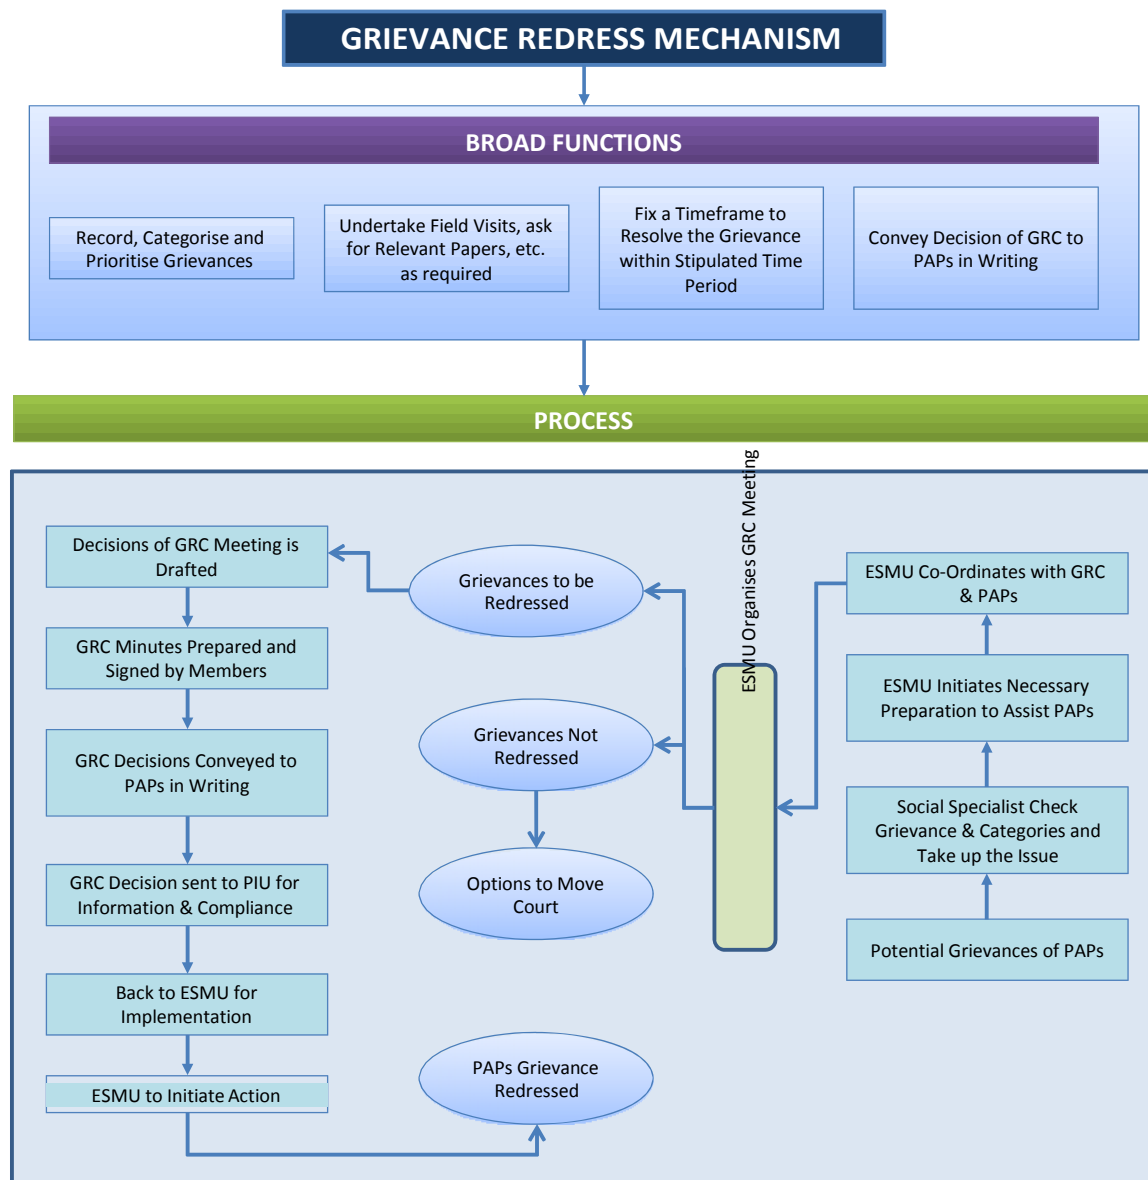 GRIEVANCE REDRESS MECHANISM
BROAD FUNCTIONS
Record, Categorise and
Prioritise Grievances
Undertake Field Visits, ask
for Relevant Papers, etc.
as required
Fix a Timeframe to
Resolve the Grievance
within Stipulated Time
Period
Convey Decision of GRC to
PAPs in Writing
PROCESS
Decisions of GRC Meeting is
Drafted
GRC Minutes Prepared and
Signed by Members
GRC Decisions Conveyed to
PAPs in Writing
GRC Decision sent to PIU for
Information & Compliance
Back to ESMU for
Implementation
ESMU to Initiate Action
Grievances to be
Redressed
Grievances Not
Redressed
Options to Move
Court
PAPs Grievance
Redressed
ESMU Organises GRC Meeting
ESMU Co-Ordinates with GRC
& PAPs
ESMU Initiates Necessary
Preparation to Assist PAPs
Social Specialist Check
Grievance & Categories and
Take up the Issue
Potential Grievances of PAPs